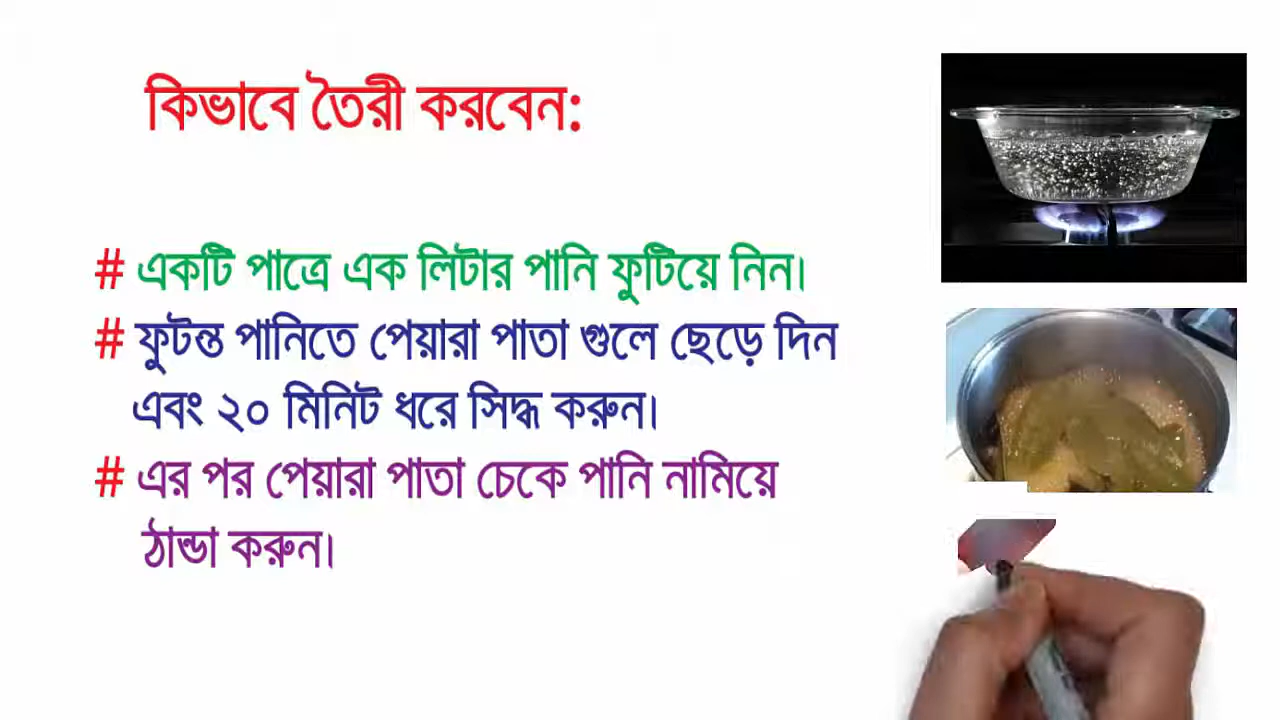 কিভাবে তৈরী করবেন:
# একটি পাত্রে এক লিটার পানি ফুটিয়ে নিন।
# ফুটন্ত পানিতে পেয়ারা পাতা গুলে ছেড়ে দিন
এবং ২০ মিনিট ধরে সিদ্ধ করুন।
# এর পর পেয়ারা পাতা চেকে পানি নামিয়ে
ঠান্ডা করুন।